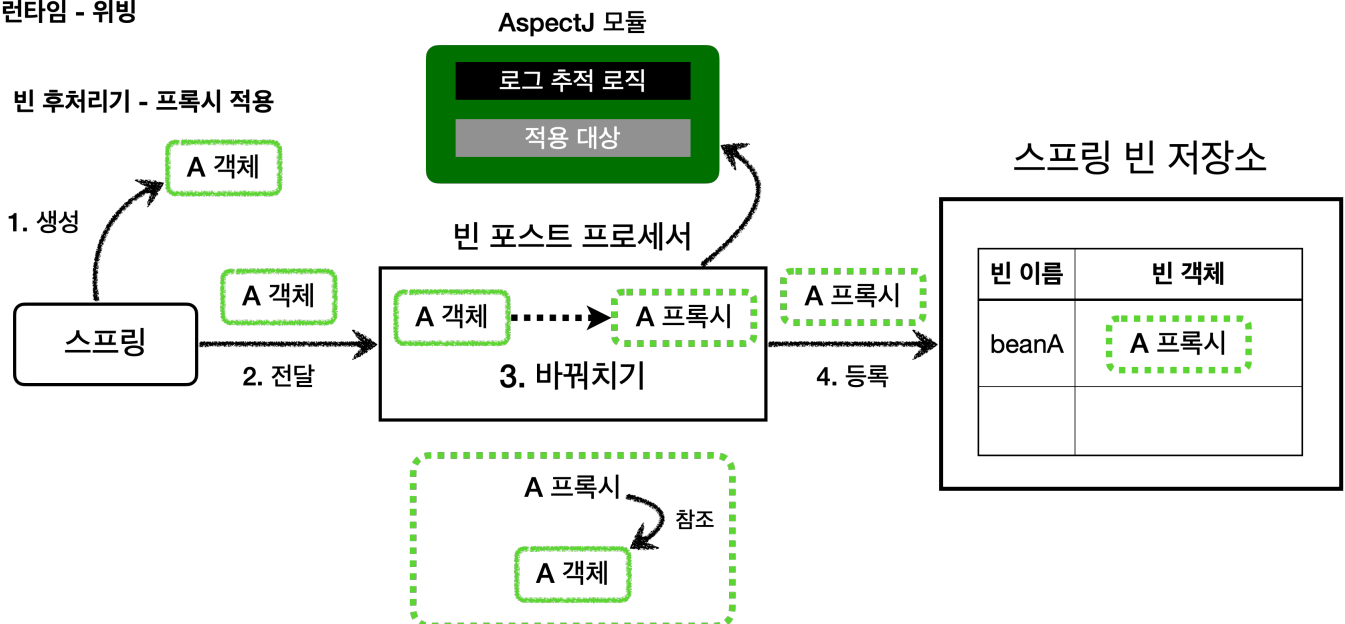 런타임 - 위빙
AspectJ 모듈
로그 추적 로직
적용 대상
빈 후처리기 - 프록시 적용
A 객체
1. 생성
스프링
A 객체
2. 전달
빈 포스트 프로세서
A 객체
A 프록시
3. 바꿔치기
A 프록시
4. 등록
스프링 빈 저장소
빈 이름 빈 객체
beanA A 프록시
A 프록시
참조
A 객체